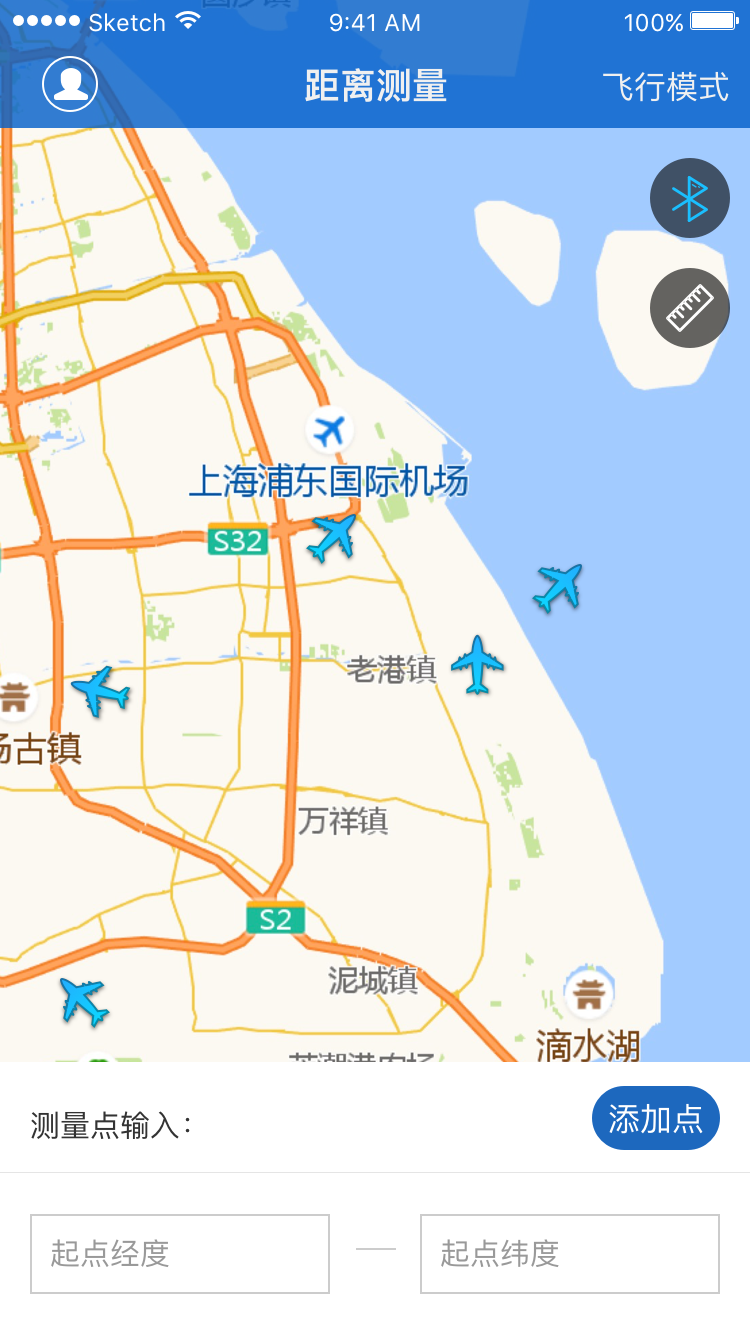 Sketch 9:41 AM 100%
距离测量 飞行模式
上海浦东国际机场
S32
老港镇
场古镇
万祥镇
S2
泥城镇
滴水湖
测量点输入: 添加点
起点经度 — 起点纬度